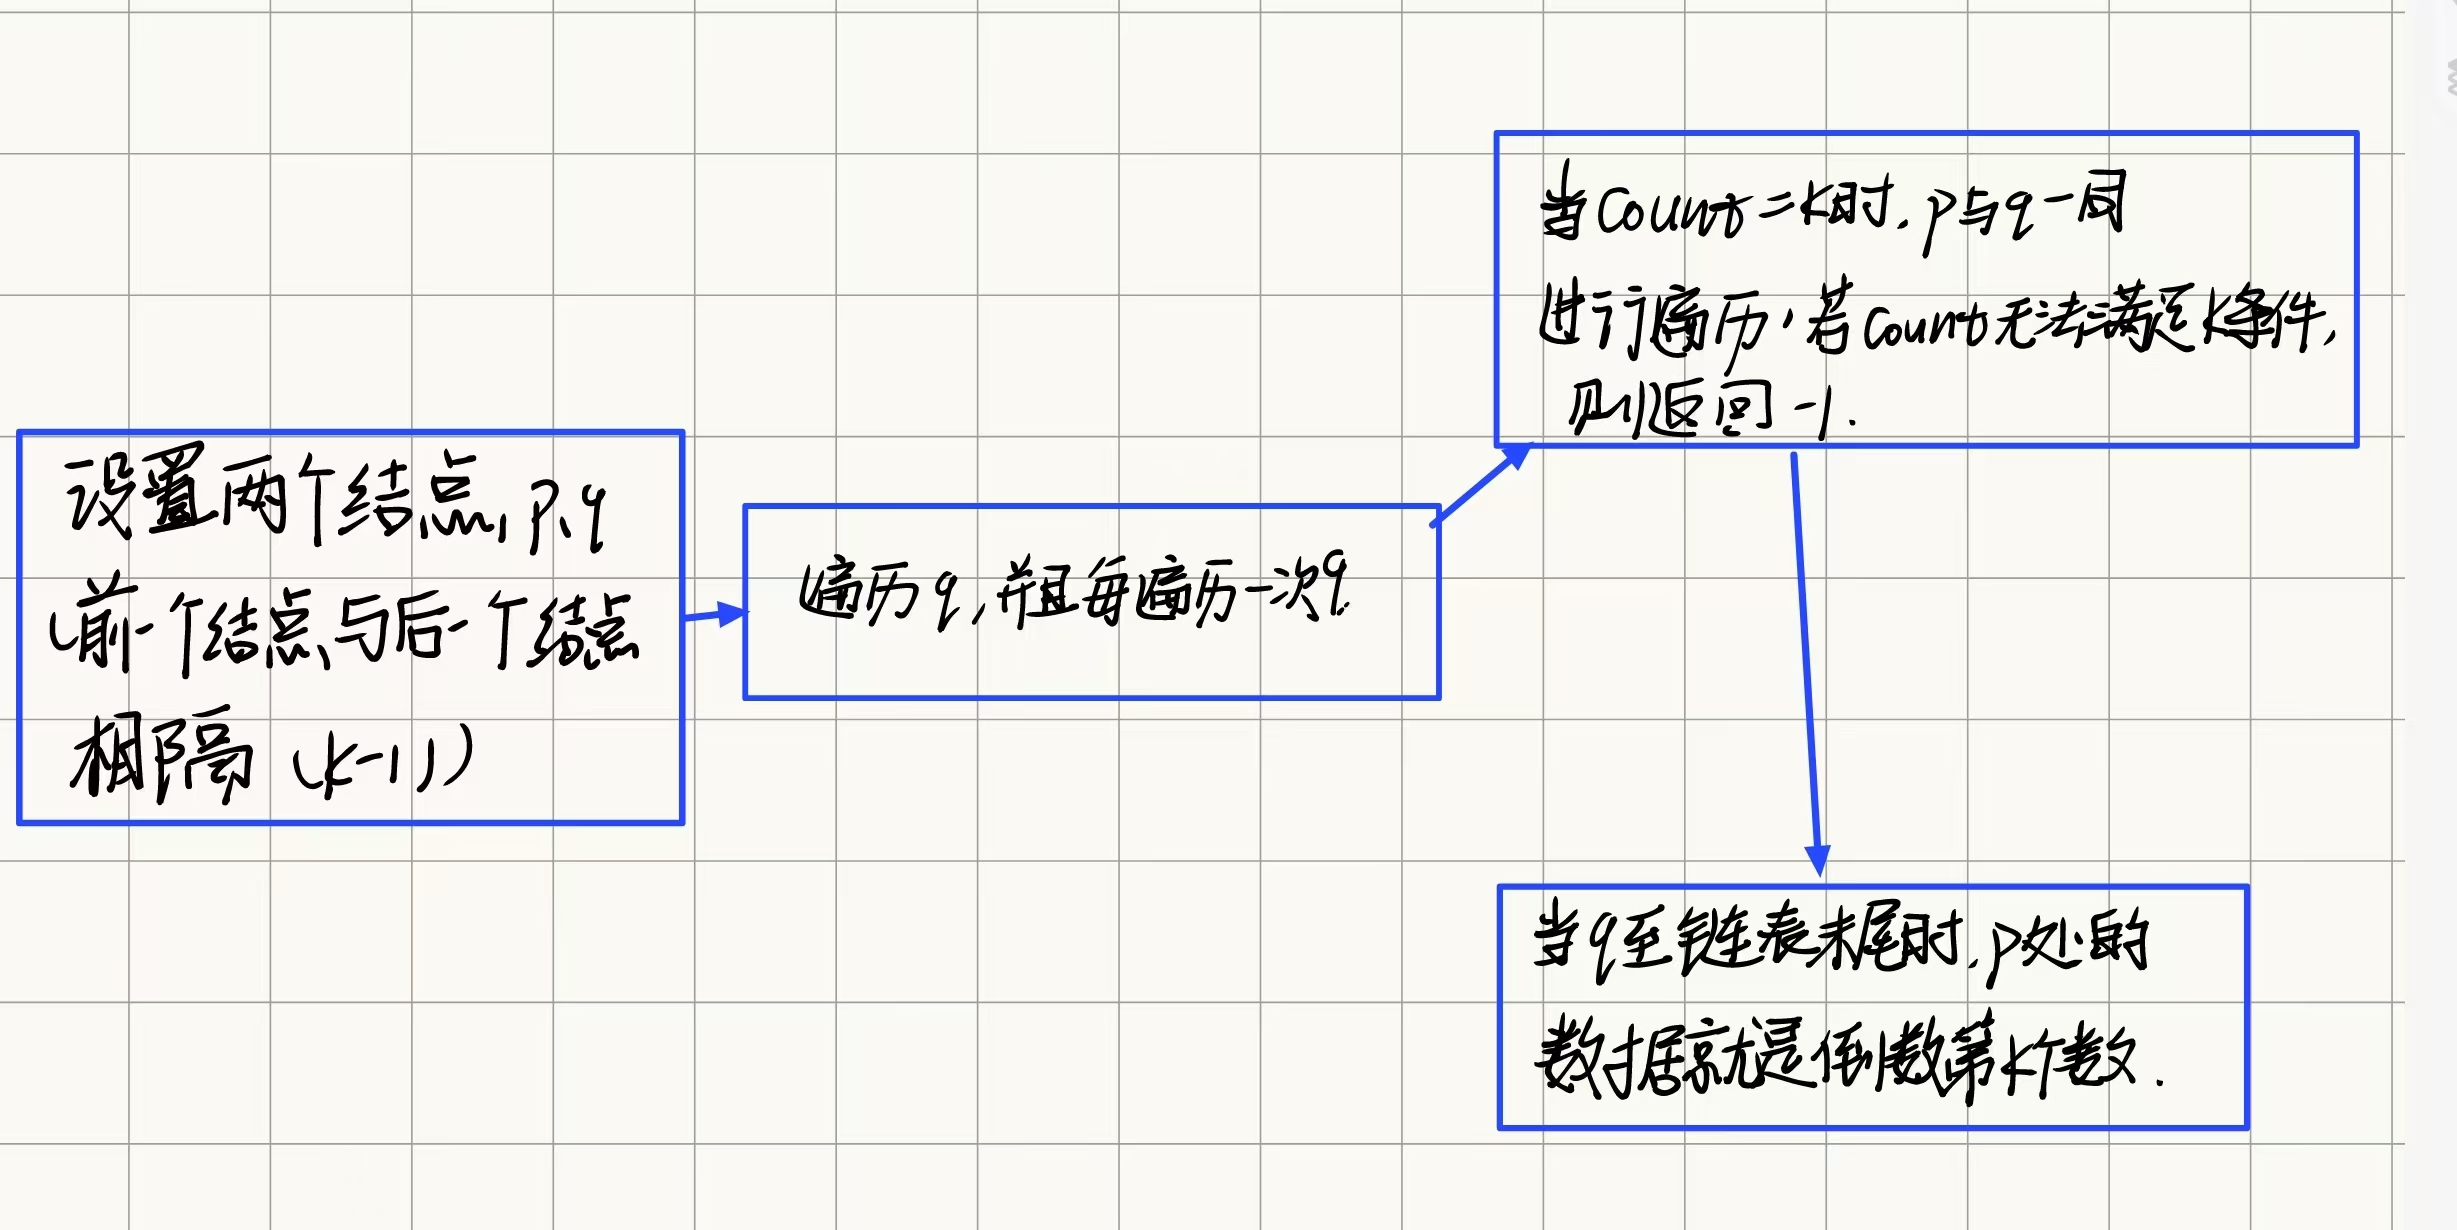 设置两个结点,p、q
(前一个结点与后一个结点
相隔(k-1))
遍历q,并且每遍历一次q.
当count=k时.p与q一同
进行遍历,若count无法满足k条件,
则返回-1.
当q至链表末尾时.p处的
数据就是倒数第k个数.